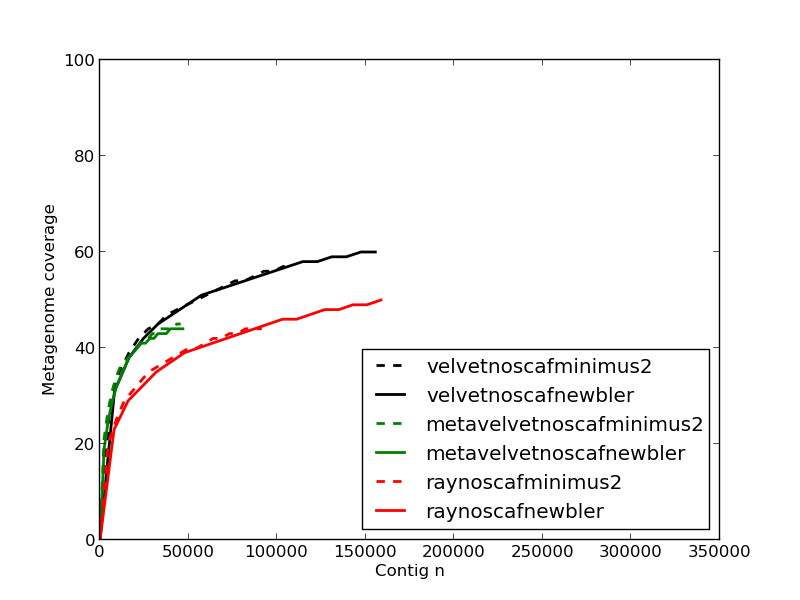 100
80
60
40
20
0
Metagenome coverage
0 50000 100000 150000 200000 250000 300000 350000
Contig n
velvetnoscafminimus2
velvetnoscafnewbler
metavelvetnoscafminimus2
metavelvetnoscafnewbler
raynoscafminimus2
raynoscafnewbler